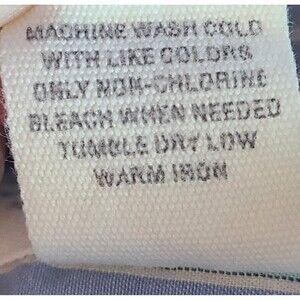 MACHINE WASH COLD
WITH LIKE COLORS
ONLY NON-CHLORINE
BLEACH WHEN NEEDED
TUMBLE DRY LOW
WARM IRON